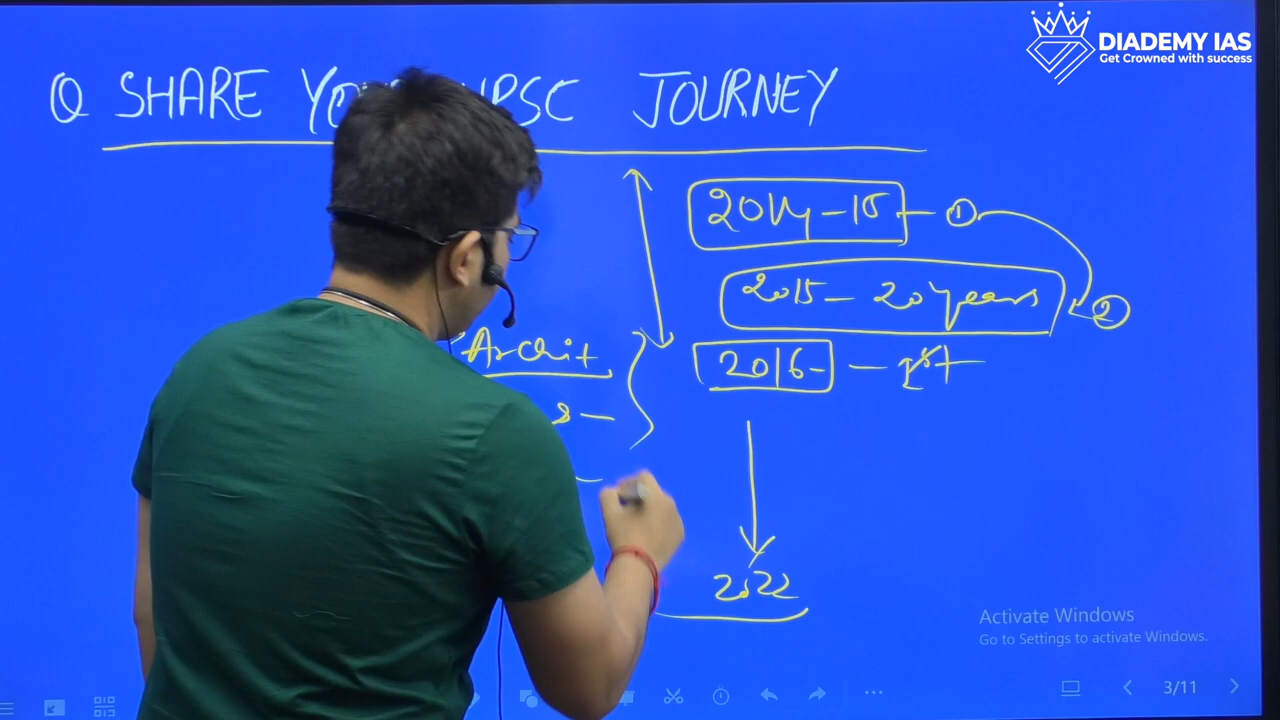 DIADEMY IAS
Get Crowned with success
Q SHARE YOU UPSC JOURNEY
2014-15 - 1
2015 - 20 years 2
Archit
2016 - 1st
2022
Activate Windows
Go to Settings to activate Windows.
3/11